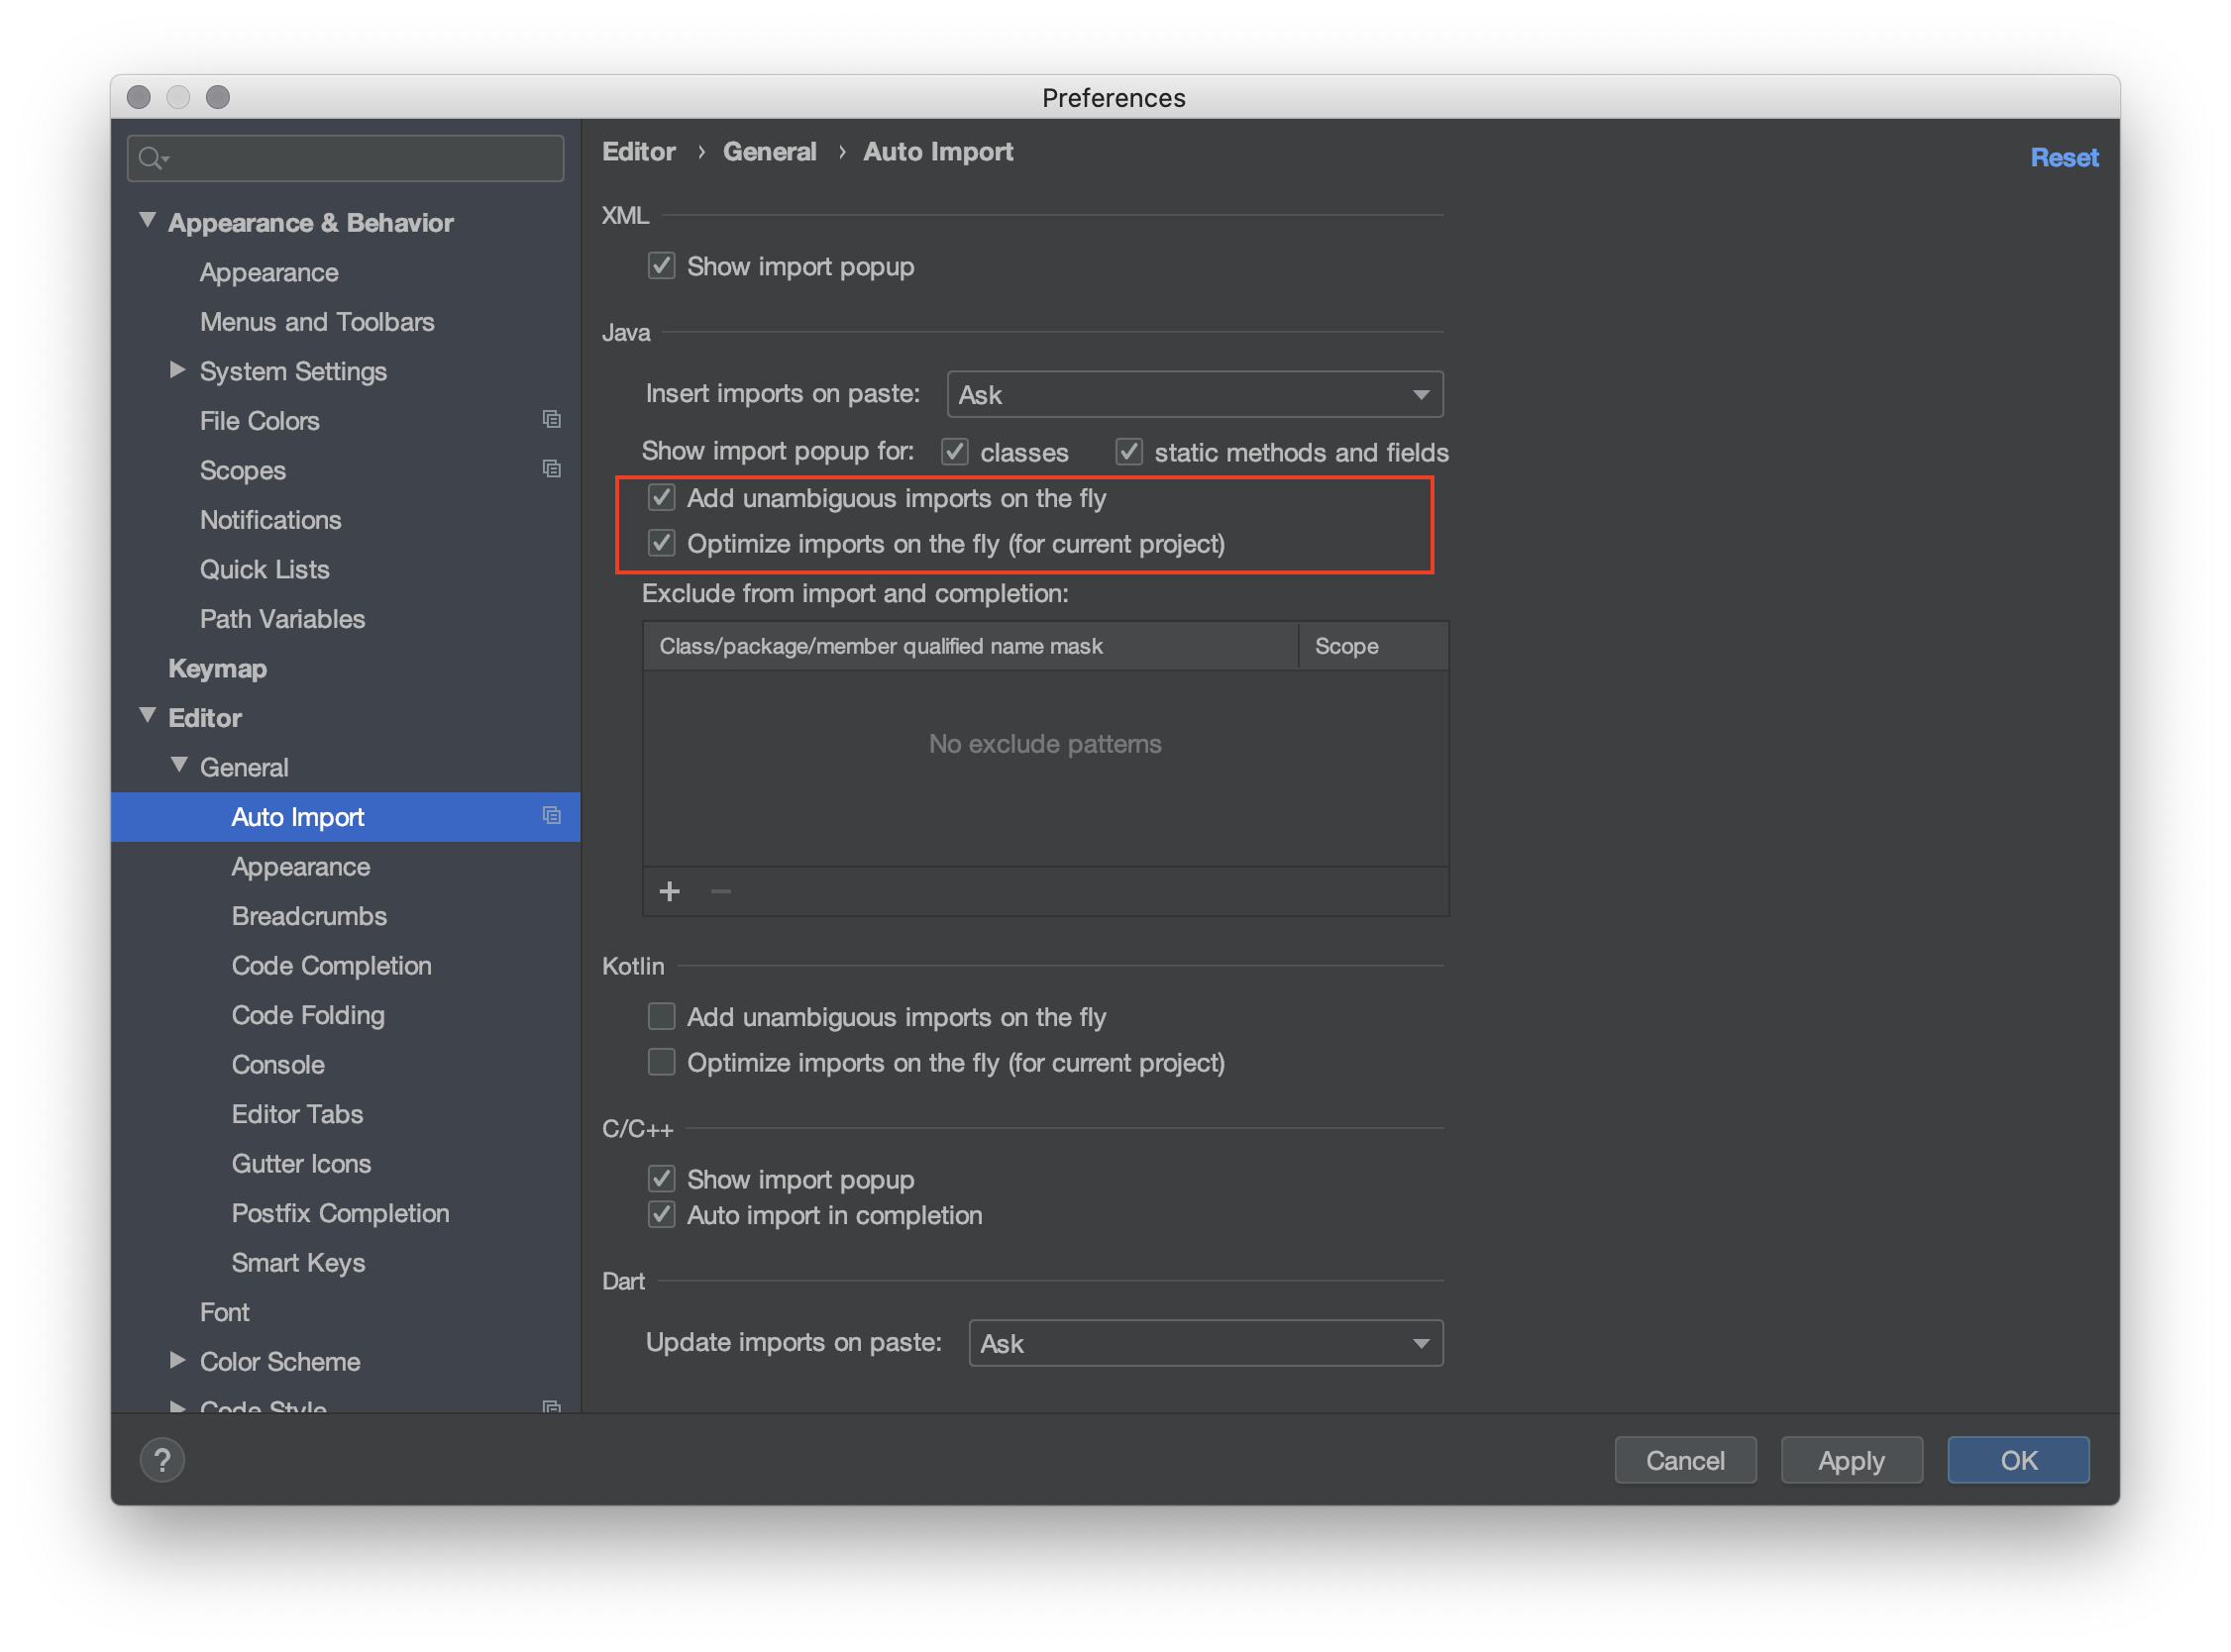 Preferences
Appearance & Behavior
Appearance
Menus and Toolbars
System Settings
File Colors
Scopes
Notifications
Quick Lists
Path Variables
Keymap
Editor
General
Auto Import
Appearance
Breadcrumbs
Code Completion
Code Folding
Console
Editor Tabs
Gutter Icons
Postfix Completion
Smart Keys
Font
Color Scheme
Code Style
Editor › General › Auto Import
Reset
XML
Show import popup
Java
Insert imports on paste: Ask
Show import popup for: classes static methods and fields
Add unambiguous imports on the fly
Optimize imports on the fly (for current project)
Exclude from import and completion:
Class/package/member qualified name mask Scope
No exclude patterns
Kotlin
Add unambiguous imports on the fly
Optimize imports on the fly (for current project)
C/C++
Show import popup
Auto import in completion
Dart
Update imports on paste: Ask
? Cancel Apply OK